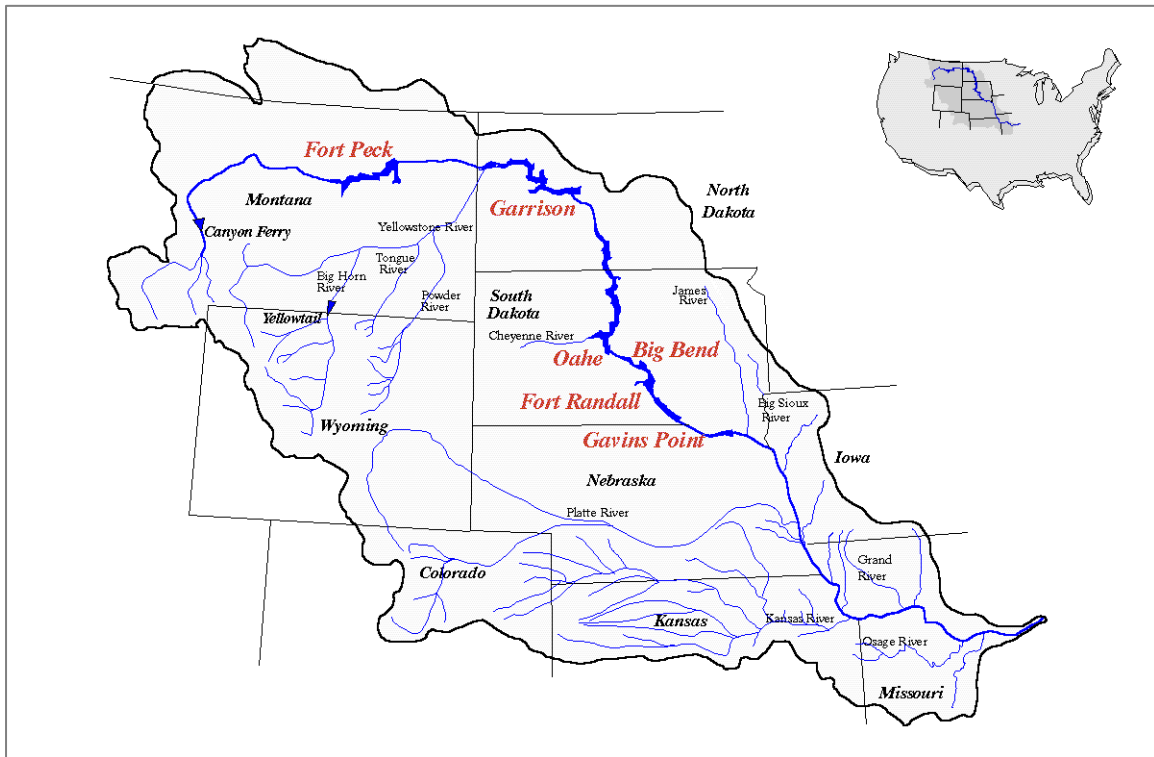 Fort Peck
North
Dakota
Montana
Garrison
Canyon Ferry
Yellowstone River
Tongue
River
Big Horn
River
Powder
River
South
Dakota
James
River
Yellowtail
Cheyenne River
Oahe
Big Bend
Fort Randall
Big Sioux
River
Wyoming
Gavins Point
Iowa
Nebraska
Platte River
Grand
River
Colorado
Kansas
Kansas River
Osage River
Missouri